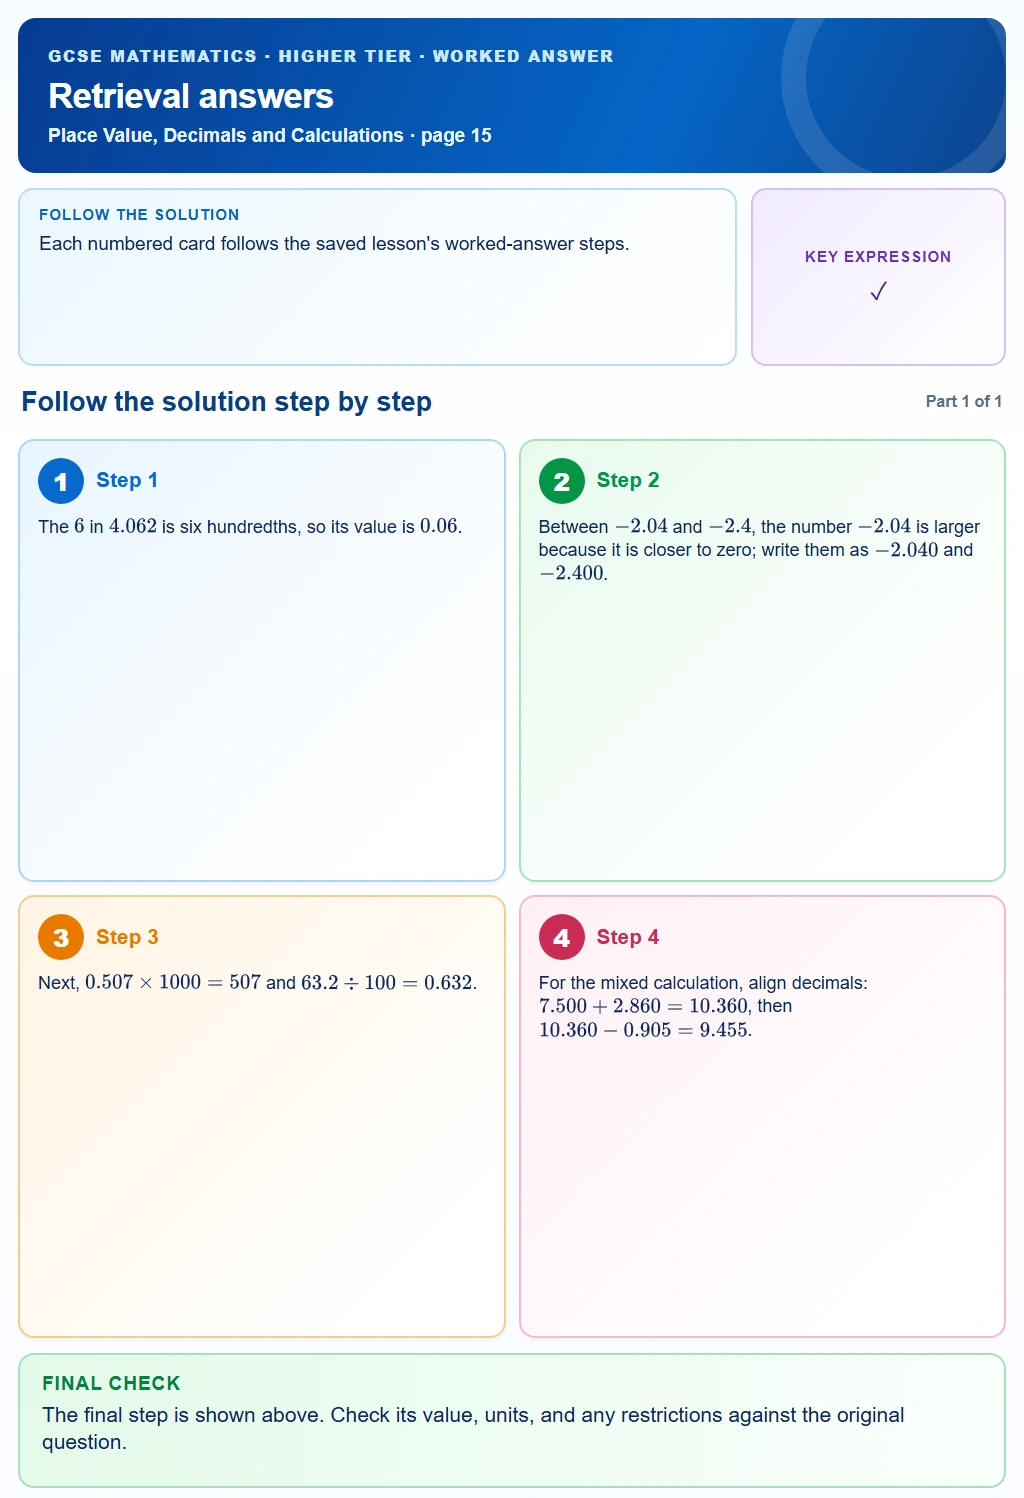 GCSE MATHEMATICS · HIGHER TIER · WORKED ANSWER
Retrieval answers
Place Value, Decimals and Calculations · page 15
FOLLOW THE SOLUTION
Each numbered card follows the saved lesson's worked-answer steps.
KEY EXPRESSION
✓
Follow the solution step by step
Part 1 of 1
1 Step 1
The 6 in 4.062 is six hundredths, so its value is 0.06.
2 Step 2
Between −2.04 and −2.4, the number −2.04 is larger
because it is closer to zero; write them as −2.040 and
−2.400.
3 Step 3
Next, 0.507 × 1000 = 507 and 63.2 ÷ 100 = 0.632.
4 Step 4
For the mixed calculation, align decimals:
7.500 + 2.860 = 10.360, then
10.360 − 0.905 = 9.455.
FINAL CHECK
The final step is shown above. Check its value, units, and any restrictions against the original
question.